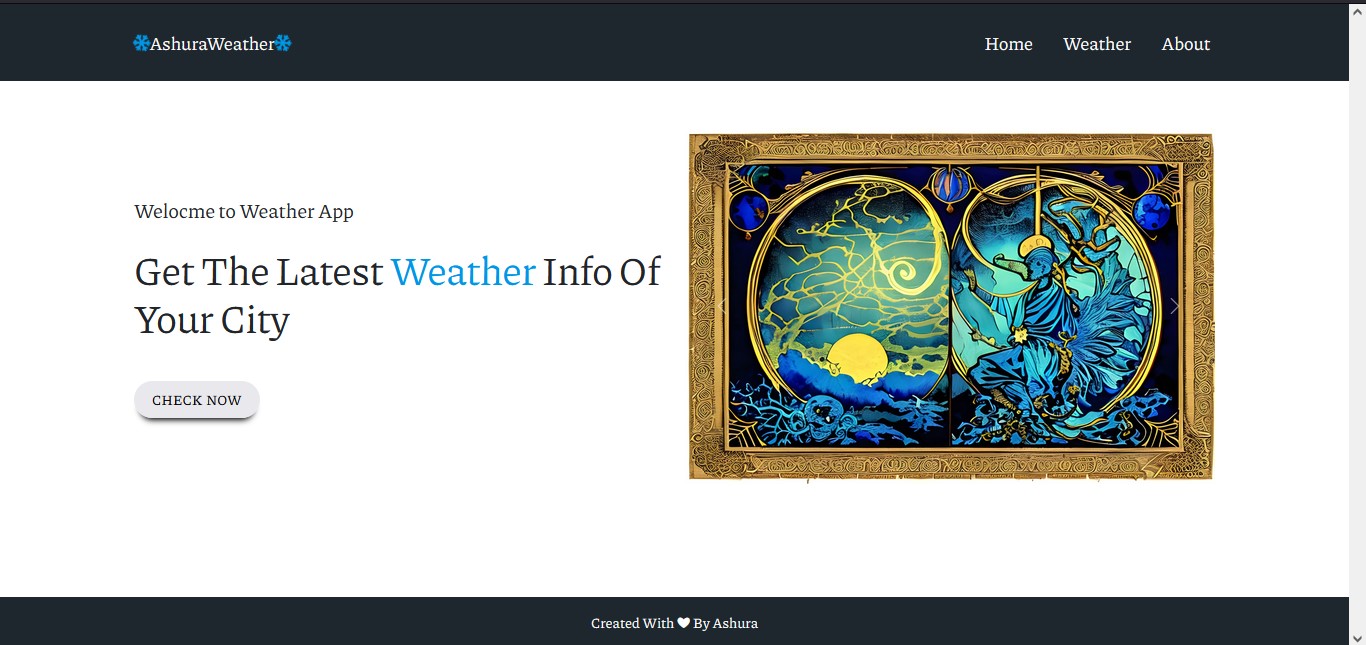 ❄AshuraWeather❄
Home Weather About
Welocme to Weather App
Get The Latest Weather Info Of
Your City
CHECK NOW
Created With ♥ By Ashura